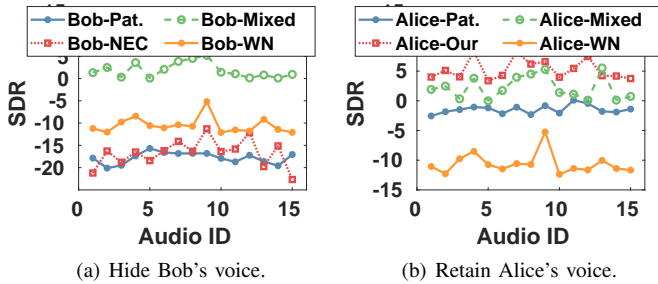 Bob-Pat. Bob-Mixed
Bob-NEC Bob-WN
SDR
5
0
-5
-10
-15
-20
0 5 10 15
Audio ID
(a) Hide Bob's voice.
Alice-Pat. Alice-Mixed
Alice-Our Alice-WN
SDR
5
0
-5
-10
-15
0 5 10 15
Audio ID
(b) Retain Alice's voice.